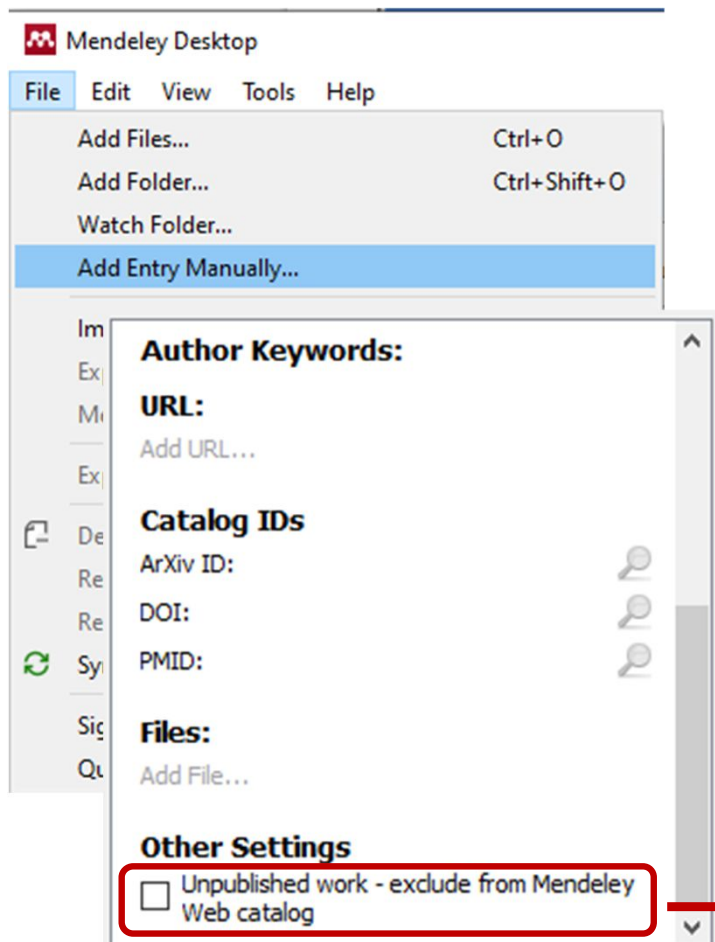 Mendeley Desktop
File Edit View Tools Help
Add Files... Ctrl+O
Add Folder... Ctrl+Shift+O
Watch Folder...
Add Entry Manually...
Author Keywords:
URL:
Add URL...
Catalog IDs
ArXiv ID:
DOI:
PMID:
Files:
Add File...
Other Settings
Unpublished work - exclude from Mendeley
Web catalog